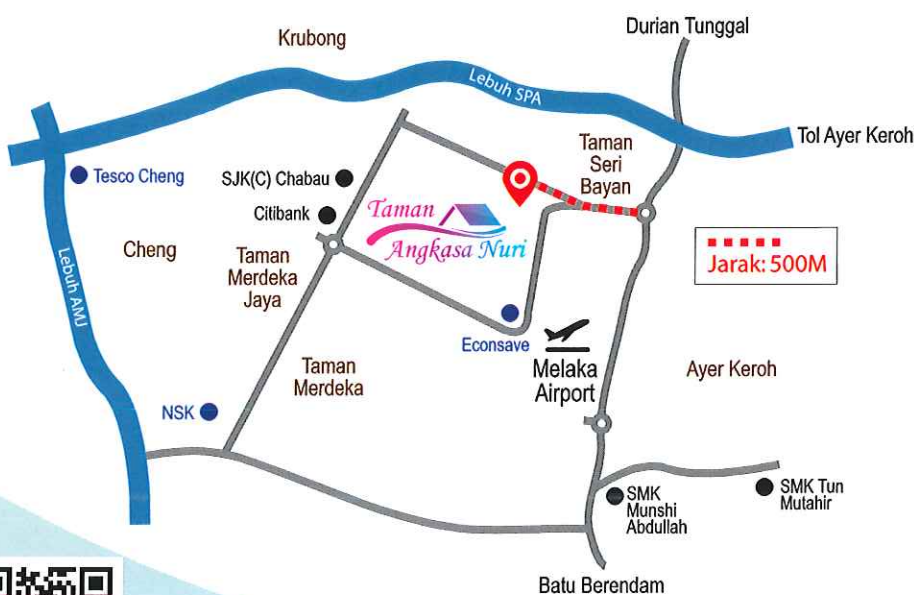 Durian Tunggal
Krubong
Lebuh SPA
Tol Ayer Keroh
Tesco Cheng
SJK(C) Chabau
Citibank
Taman
Seri
Bayan
Taman
Angkasa Nuri
Cheng
Lebuh AMJ
Taman
Merdeka
Jaya
Jarak: 500M
Econsave
Melaka
Airport
Taman
Merdeka
Ayer Keroh
NSK
SMK
Munshi
Abdullah
SMK Tun
Mutahir
Batu Berendam